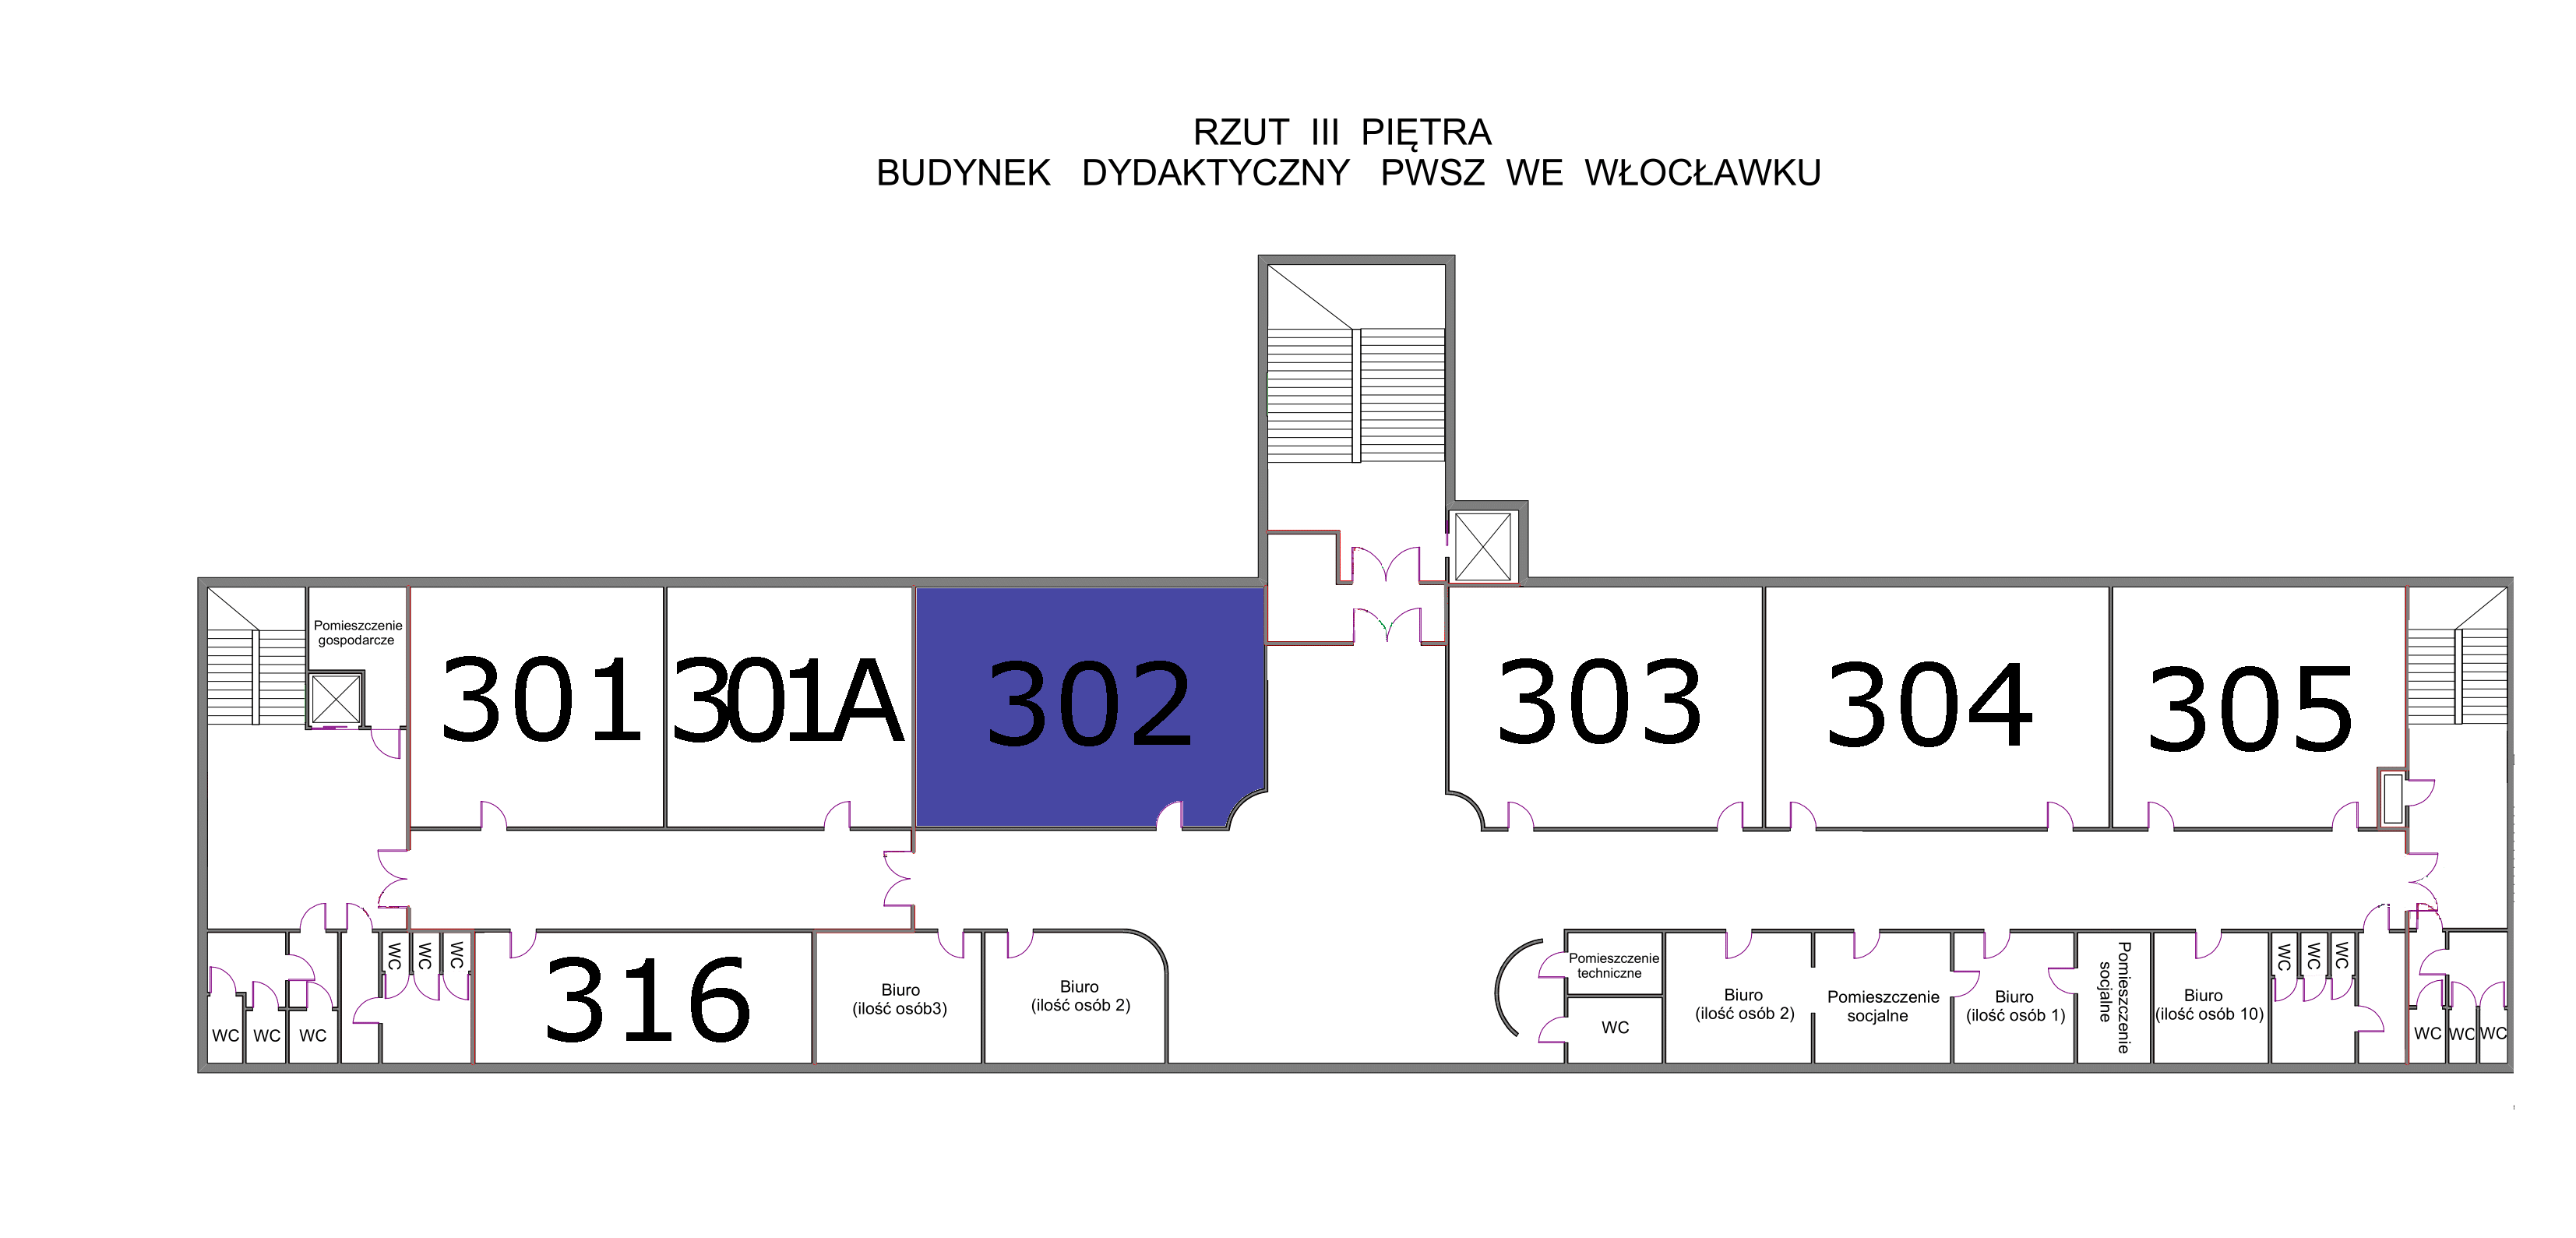 RZUT III PIĘTRA
BUDYNEK DYDAKTYCZNY PWSZ WE WŁOCŁAWKU
Pomieszczenie
gospodarcze
301
301A
302
303
304
305
WC
WC
WC
WC
WC
WC
316
Biuro
(ilość osób3)
Biuro
(ilość osób 2)
Pomieszczenie
techniczne
WC
Biuro
(ilość osób 2)
Pomieszczenie
socjalne
Biuro
(ilość osób 1)
Pomieszczenie
socjalne
Biuro
(ilość osób 10)
WC
WC
WC
WC
WC
WC